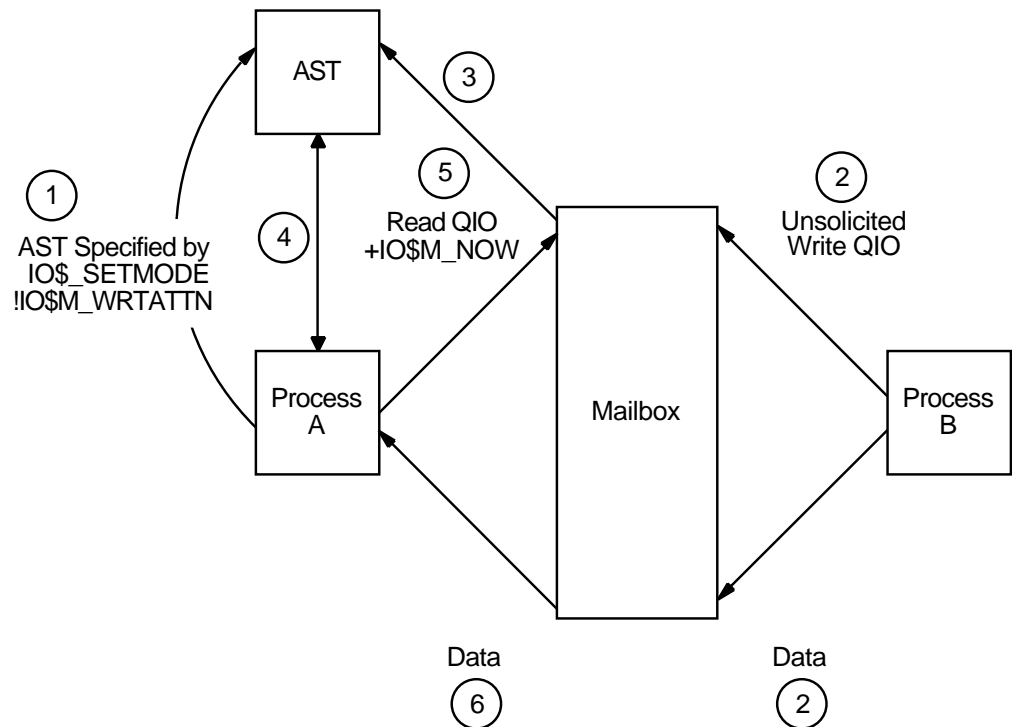 AST
3
1
5
2
AST Specified by
IO$_SETMODE
!IO$M_WRTATTN
4
Read QIO
+IO$M_NOW
Unsolicited
Write QIO
Process
A
Mailbox
Process
B
Data
6
Data
2